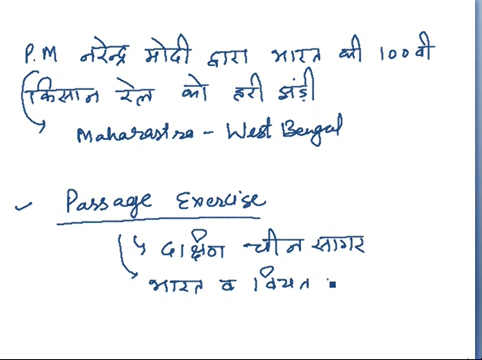 P.M नरेन्द्र मोदी द्वारा भारत की 100वी
किसान रेल को हरी झंड़ी
Maharastra - West Bengal
Passage Exercise
दक्षिण चीन सागर
भारत व वियत